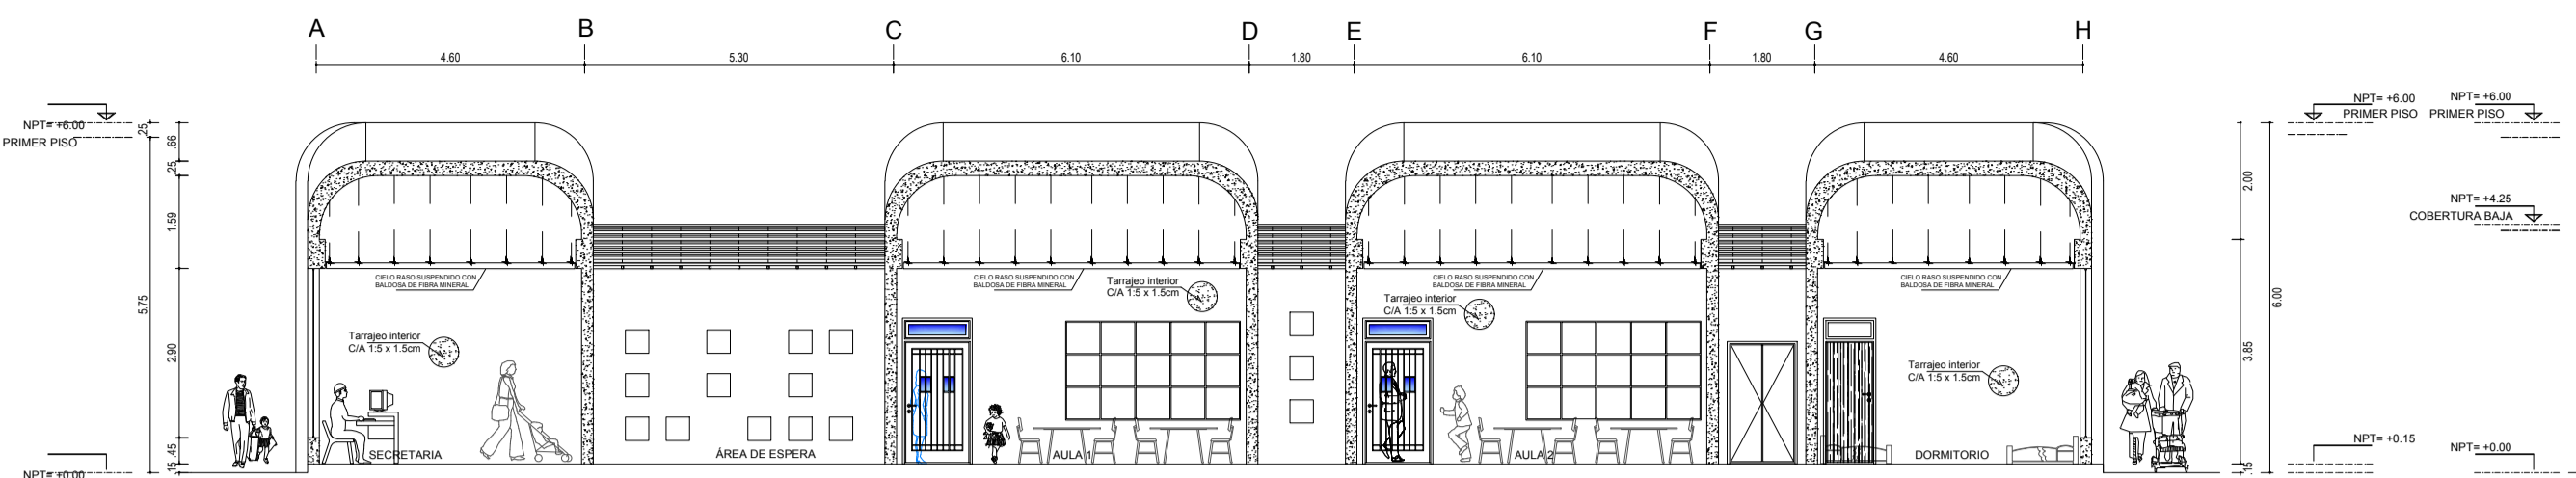 A B C D E F G H
4.60 5.30 6.10 1.80 6.10 1.80 4.60
NPT= +6.00
PRIMER PISO
.25
5.75
.66
.25
1.59
2.90
.45
.15
NPT= +0.00
CIELO RASO SUSPENDIDO CON
BALDOSA DE FIBRA MINERAL
Tarrajeo interior
C/A 1:5 x 1.5cm
SECRETARIA
ÁREA DE ESPERA
CIELO RASO SUSPENDIDO CON
BALDOSA DE FIBRA MINERAL
Tarrajeo interior
C/A 1:5 x 1.5cm
AULA 1
CIELO RASO SUSPENDIDO CON
BALDOSA DE FIBRA MINERAL
Tarrajeo interior
C/A 1:5 x 1.5cm
AULA 2
CIELO RASO SUSPENDIDO CON
BALDOSA DE FIBRA MINERAL
Tarrajeo interior
C/A 1:5 x 1.5cm
DORMITORIO
2.00
3.85
.15
6.00
NPT= +6.00
PRIMER PISO
NPT= +6.00
PRIMER PISO
NPT= +4.25
COBERTURA BAJA
NPT= +0.15
NPT= +0.00